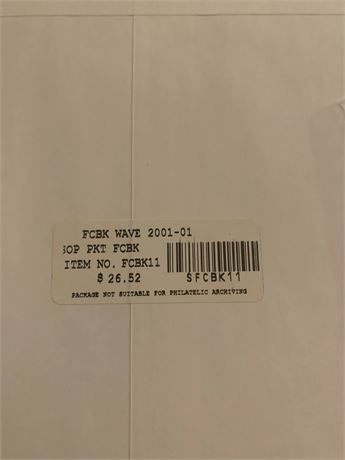 FCBK WAVE 2001-01
SOP PKT FCBK
ITEM NO. FCBK11
$ 26.52 SFCBK11
PACKAGE NOT SUITABLE FOR PHILATELIC ARCHIVING